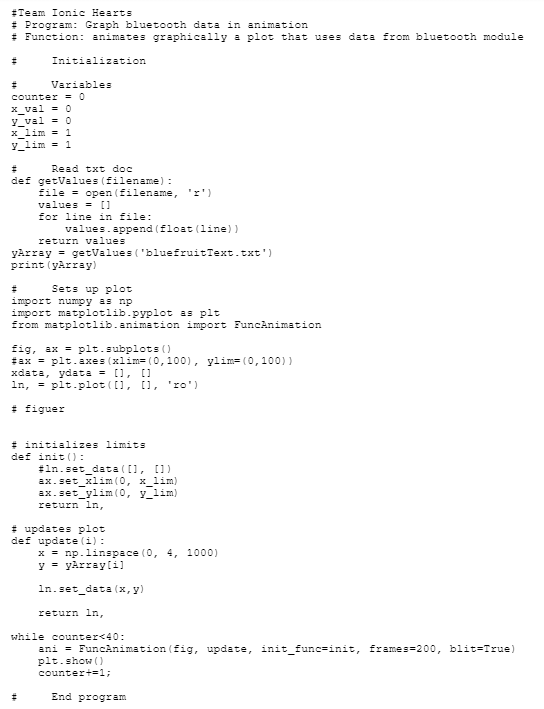 #Team Ionic Hearts
# Program: Graph bluetooth data in animation
# Function: animates graphically a plot that uses data from bluetooth module
#     Initialization
#     Variables
counter = 0
x_val = 0
y_val = 0
x_lim = 1
y_lim = 1
#     Read txt doc
def getValues(filename):
    file = open(filename, 'r')
    values = []
    for line in file:
        values.append(float(line))
    return values
yArray = getValues('bluefruitText.txt')
print(yArray)
#     Sets up plot
import numpy as np
import matplotlib.pyplot as plt
from matplotlib.animation import FuncAnimation
fig, ax = plt.subplots()
#ax = plt.axes(xlim=(0,100), ylim=(0,100))
xdata, ydata = [], []
ln, = plt.plot([], [], 'ro')
# figuer
# initializes limits
def init():
    #ln.set_data([], [])
    ax.set_xlim(0, x_lim)
    ax.set_ylim(0, y_lim)
    return ln,
# updates plot
def update(i):
    x = np.linspace(0, 4, 1000)
    y = yArray[i]
    ln.set_data(x,y)
    return ln,
while counter<40:
    ani = FuncAnimation(fig, update, init_func=init, frames=200, blit=True)
    plt.show()
    counter+=1;
#     End program